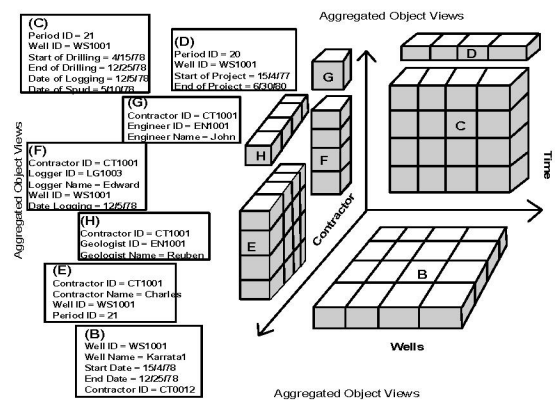 Aggregated Object Views
(C)
Period ID = 21
Well ID = WS1001
Start of Drilling = 4/15/78
End of Drilling = 12/25/78
Date of Logging = 12/5/78
Date of Spud = 5/10/78
(D)
Period ID = 20
Well ID = WS1001
Start of Project = 15/4/77
End of Project = 6/30/80
(G)
Contractor ID = CT1001
Engineer ID = EN1001
Engineer Name = John
(F)
Contractor ID = CT1001
Logger ID = LG1003
Logger Name = Edward
Well ID = WS1001
Date Logging = 12/5/78
(H)
Contractor ID = CT1001
Geologist ID = EN1001
Geologist Name = Reuben
(E)
Contractor ID = CT1001
Contractor Name = Charles
Well ID = WS1001
Period ID = 21
(B)
Well ID = WS1001
Well Name = Karrata1
Start Date = 15/4/78
End Date = 12/25/78
Contractor ID = CT0012
Aggregated Object Views
D
G
C
H
F
E
B
Time
Contractor
Wells
Aggregated Object Views